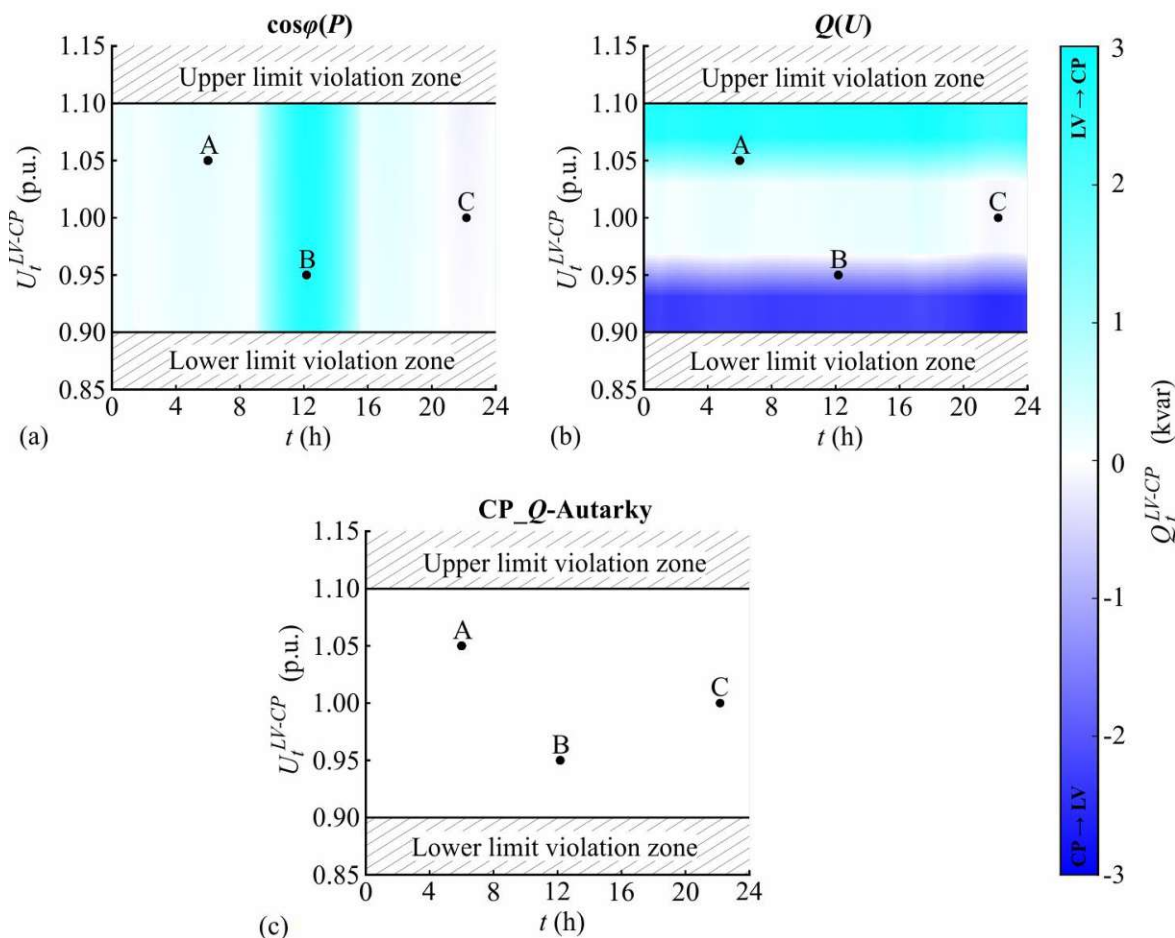 cosφ(P)
Q(U)
1.15
Upper limit violation zone
1.10
A
1.05
C
1.00
B
0.95
0.90
Lower limit violation zone
0.85
0 4 8 12 16 20 24
U_t^{LV-CP} (p.u.)
t (h)
(a)
1.15
Upper limit violation zone
1.10
A
1.05
C
1.00
B
0.95
0.90
Lower limit violation zone
0.85
0 4 8 12 16 20 24
U_t^{LV-CP} (p.u.)
t (h)
(b)
3
LV → CP
2
1
0
-1
-2
CP → LV
-3
Q_t^{LV-CP} (kvar)
CP_Q-Autarky
1.15
Upper limit violation zone
1.10
A
1.05
C
1.00
B
0.95
0.90
Lower limit violation zone
0.85
0 4 8 12 16 20 24
U_t^{LV-CP} (p.u.)
t (h)
(c)